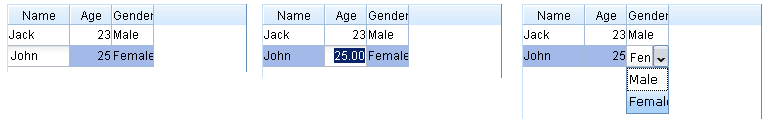 Name Age Gender
Jack 23 Male
John 25 Female
Name Age Gender
Jack 23 Male
John 25.00 Female
Name Age Gender
Jack 23 Male
John 25 Fen
Male
Femal